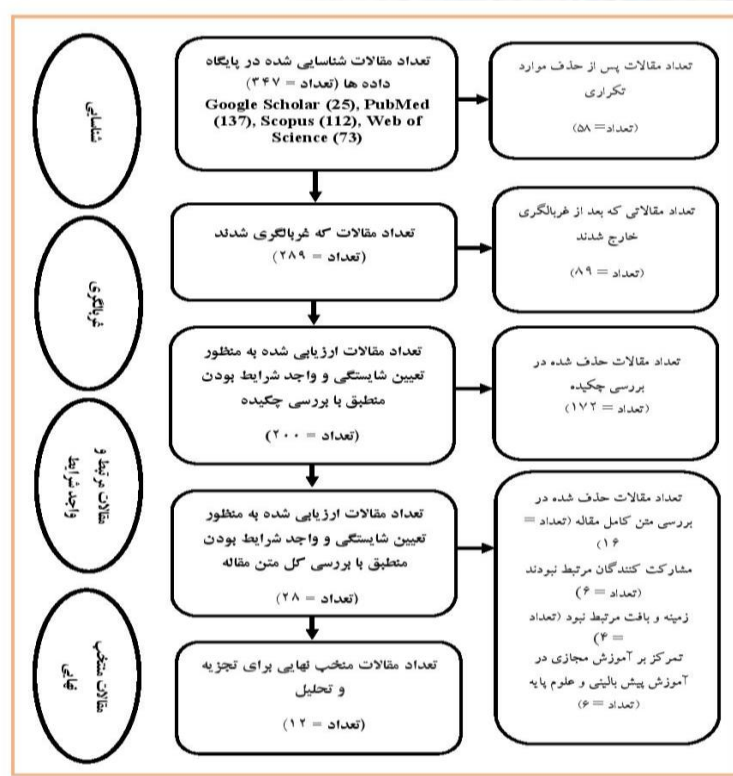 شناسایی
تعداد مقالات شناسایی شده در پایگاه
داده ها (تعداد = ۳۴۷)
Google Scholar (25), PubMed
(137), Scopus (112), Web of
Science (73)
تعداد مقالات پس از حذف موارد
تکراری
(تعداد= ۵۸)
غربالگری
تعداد مقالات که غربالگری شدند
(تعداد = ۲۸۹)
تعداد مقالاتی که بعد از غربالگری
خارج شدند
(تعداد = ۸۹)
تعداد مقالات ارزیابی شده به منظور
تعیین شایستگی و واجد شرایط بودن
منطبق با بررسی چکیده
(تعداد = ۲۰۰)
تعداد مقالات حذف شده در
بررسی چکیده
(تعداد = ۱۷۲)
مقالات مرتبط و
واجد شرایط
تعداد مقالات ارزیابی شده به منظور
تعیین شایستگی و واجد شرایط بودن
منطبق با بررسی کل متن مقاله
(تعداد = ۲۸)
تعداد مقالات حذف شده در
بررسی متن کامل مقاله (تعداد =
۱۶)
مشارکت کنندگان مرتبط نبودند
(تعداد = ۶)
زمینه و بافت مرتبط نبود (تعداد
= ۴)
تمرکز بر آموزش مجازی در
آموزش پیش بالینی و علوم پایه
(تعداد = ۶)
مقالات منتخب
نهایی
تعداد مقالات منتخب نهایی برای تجزیه
و تحلیل
(تعداد = ۱۲)